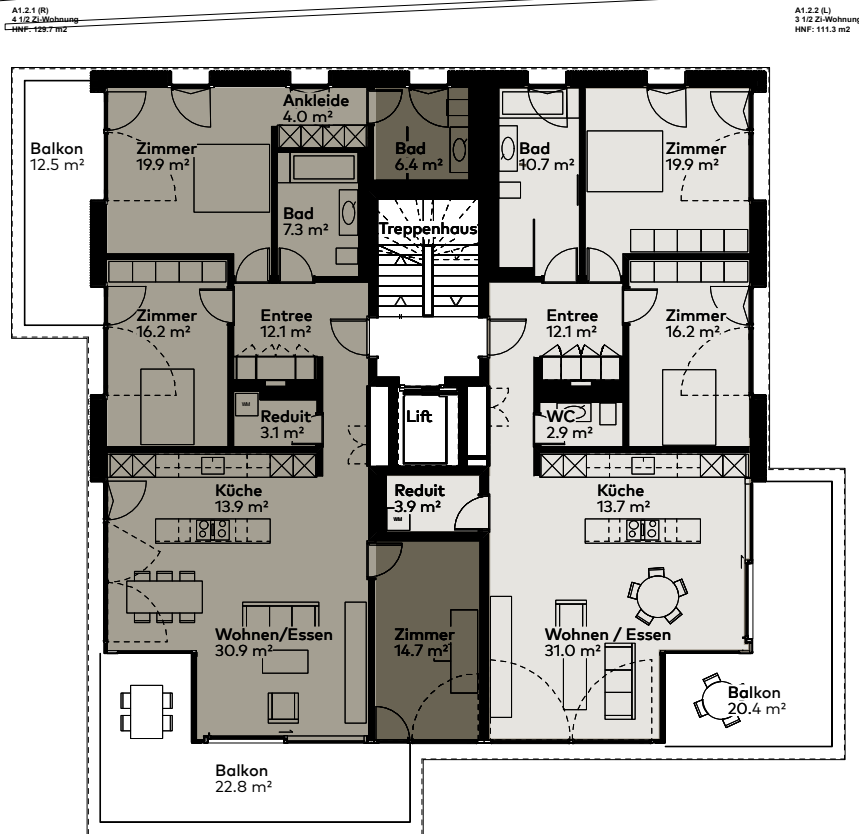 A1.2.1 (R)
4 1/2 Zi-Wohnung
HNF: 129.7 m2
A1.2.2 (L)
3 1/2 Zi-Wohnung
HNF: 111.3 m2
Balkon
12.5 m²
Zimmer
19.9 m²
Ankleide
4.0 m²
Bad
6.4 m²
Bad
10.7 m²
Zimmer
19.9 m²
Bad
7.3 m²
Treppenhaus
Zimmer
16.2 m²
Entree
12.1 m²
Entree
12.1 m²
Zimmer
16.2 m²
WM
Reduit
3.1 m²
Lift
WC
2.9 m²
Küche
13.9 m²
Reduit
3.9 m²
WM
Küche
13.7 m²
Wohnen/Essen
30.9 m²
Zimmer
14.7 m²
Wohnen / Essen
31.0 m²
Balkon
20.4 m²
Balkon
22.8 m²